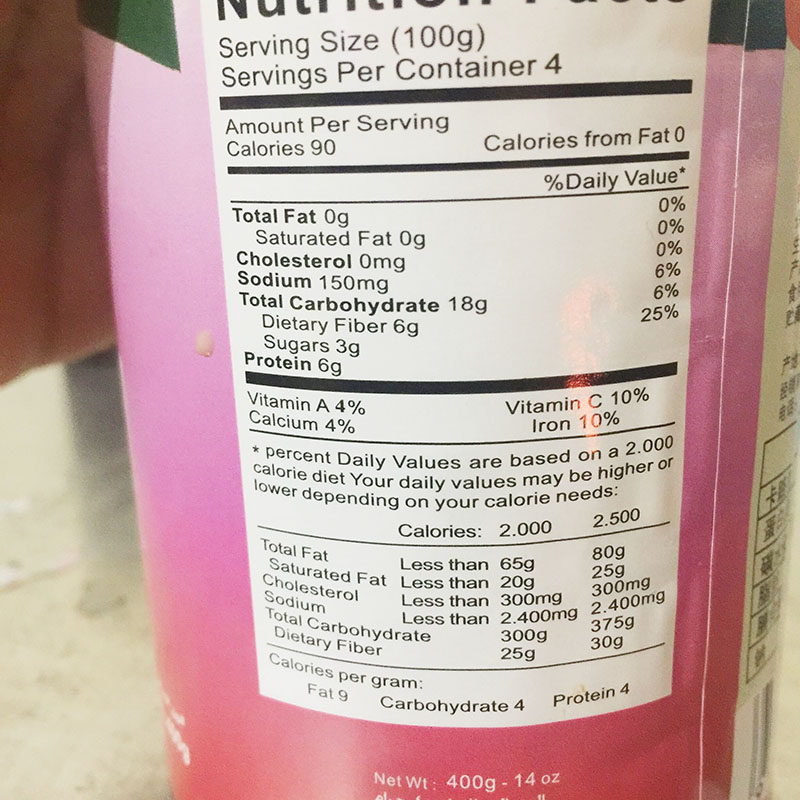 Nutrition Facts
Serving Size (100g)
Servings Per Container 4
Amount Per Serving
Calories 90 Calories from Fat 0
%Daily Value*
Total Fat 0g 0%
Saturated Fat 0g 0%
Cholesterol 0mg 0%
Sodium 150mg 6%
Total Carbohydrate 18g 6%
Dietary Fiber 6g 25%
Sugars 3g
Protein 6g
Vitamin A 4% Vitamin C 10%
Calcium 4% Iron 10%
* percent Daily Values are based on a 2.000
calorie diet Your daily values may be higher or
lower depending on your calorie needs:
Calories: 2.000 2.500
Total Fat Less than 65g 80g
Saturated Fat Less than 20g 25g
Cholesterol Less than 300mg 300mg
Sodium Less than 2.400mg 2.400mg
Total Carbohydrate 300g 375g
Dietary Fiber 25g 30g
Calories per gram:
Fat 9 Carbohydrate 4 Protein 4
Net Wt : 400g - 14 oz